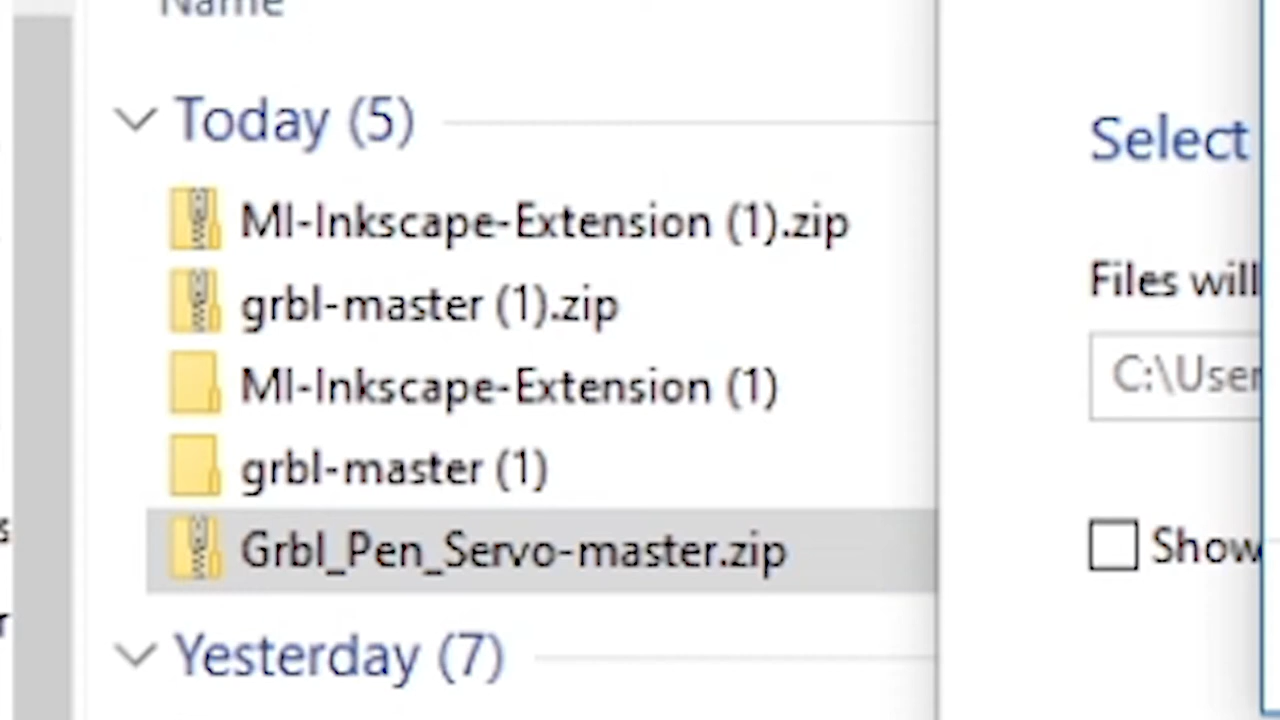 Name
Today (5)
MI-Inkscape-Extension (1).zip
grbl-master (1).zip
MI-Inkscape-Extension (1)
grbl-master (1)
Grbl_Pen_Servo-master.zip
Yesterday (7)
Select
Files will
C:\User
Show